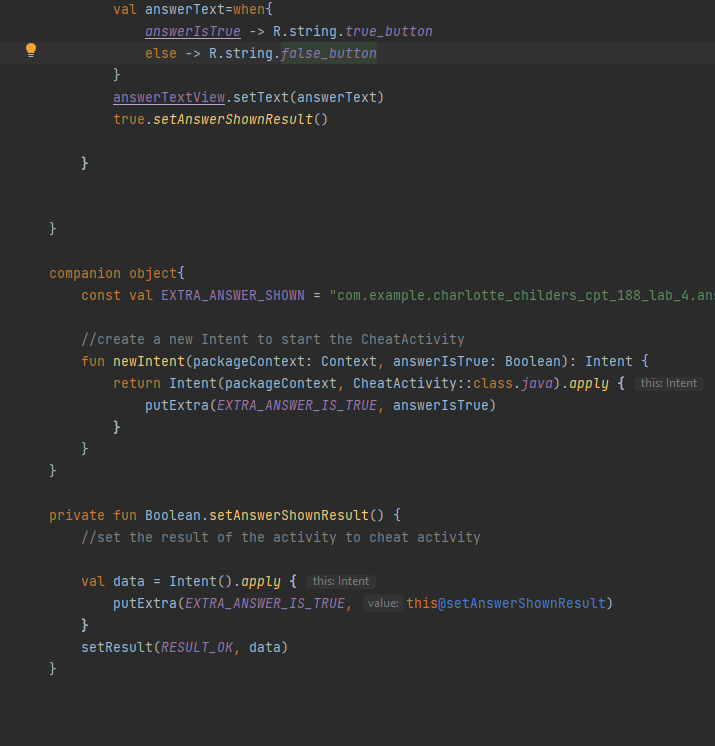 val answerText=when{
answerIsTrue -> R.string.true_button
else -> R.string.false_button
}
answerTextView.setText(answerText)
true.setAnswerShownResult()
}
}
companion object{
const val EXTRA_ANSWER_SHOWN = "com.example.charlotte_childers_cpt_188_lab_4.ans
//create a new Intent to start the CheatActivity
fun newIntent(packageContext: Context, answerIsTrue: Boolean): Intent {
return Intent(packageContext, CheatActivity::class.java).apply { this: Intent
putExtra(EXTRA_ANSWER_IS_TRUE, answerIsTrue)
}
}
}
private fun Boolean.setAnswerShownResult() {
//set the result of the activity to cheat activity
val data = Intent().apply { this: Intent
putExtra(EXTRA_ANSWER_IS_TRUE, value: this@setAnswerShownResult)
}
setResult(RESULT_OK, data)
}